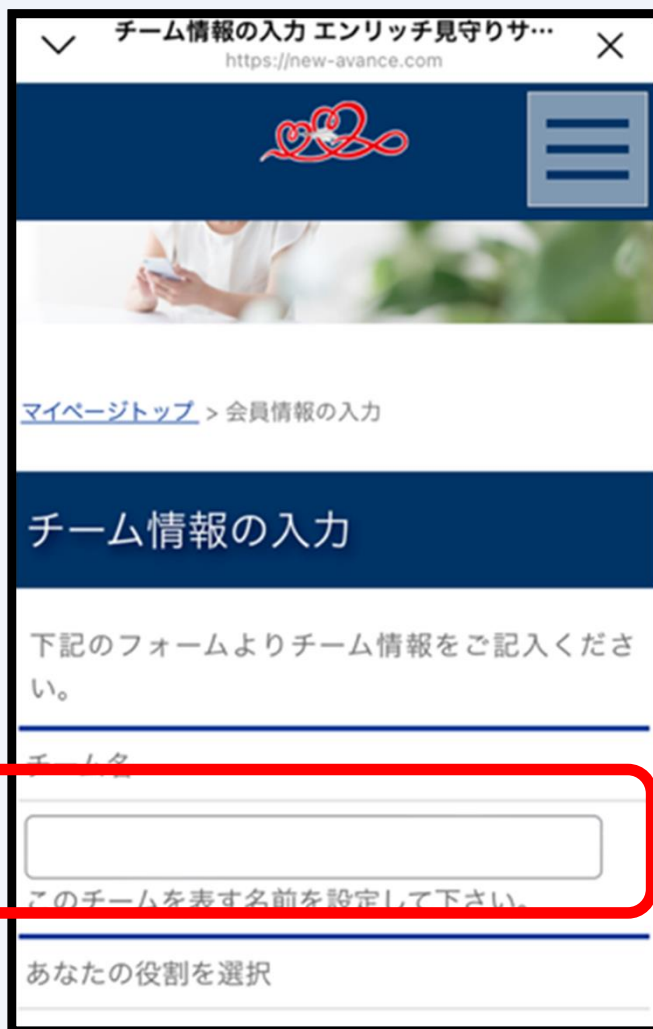 チーム情報の入力 エンリッチ見守りサ…
https://new-avance.com
マイページトップ > 会員情報の入力
チーム情報の入力
下記のフォームよりチーム情報をご記入くださ
い。
チーム名
このチームを表す名前を設定して下さい。
あなたの役割を選択